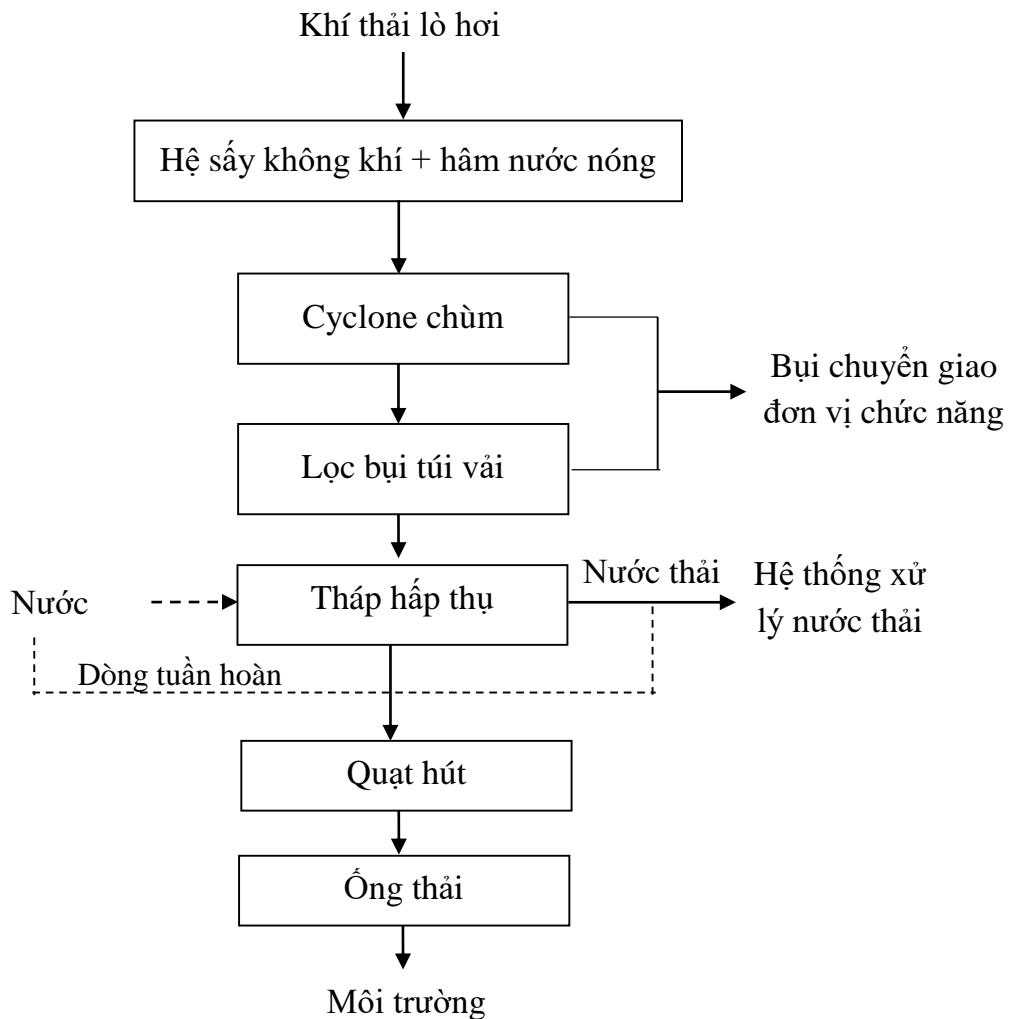 Khí thải lò hơi
Hệ sấy không khí + hâm nước nóng
Cyclone chùm
Bụi chuyển giao
đơn vị chức năng
Lọc bụi túi vải
Nước
Tháp hấp thụ
Nước thải
Hệ thống xử
lý nước thải
Dòng tuần hoàn
Quạt hút
Ống thải
Môi trường